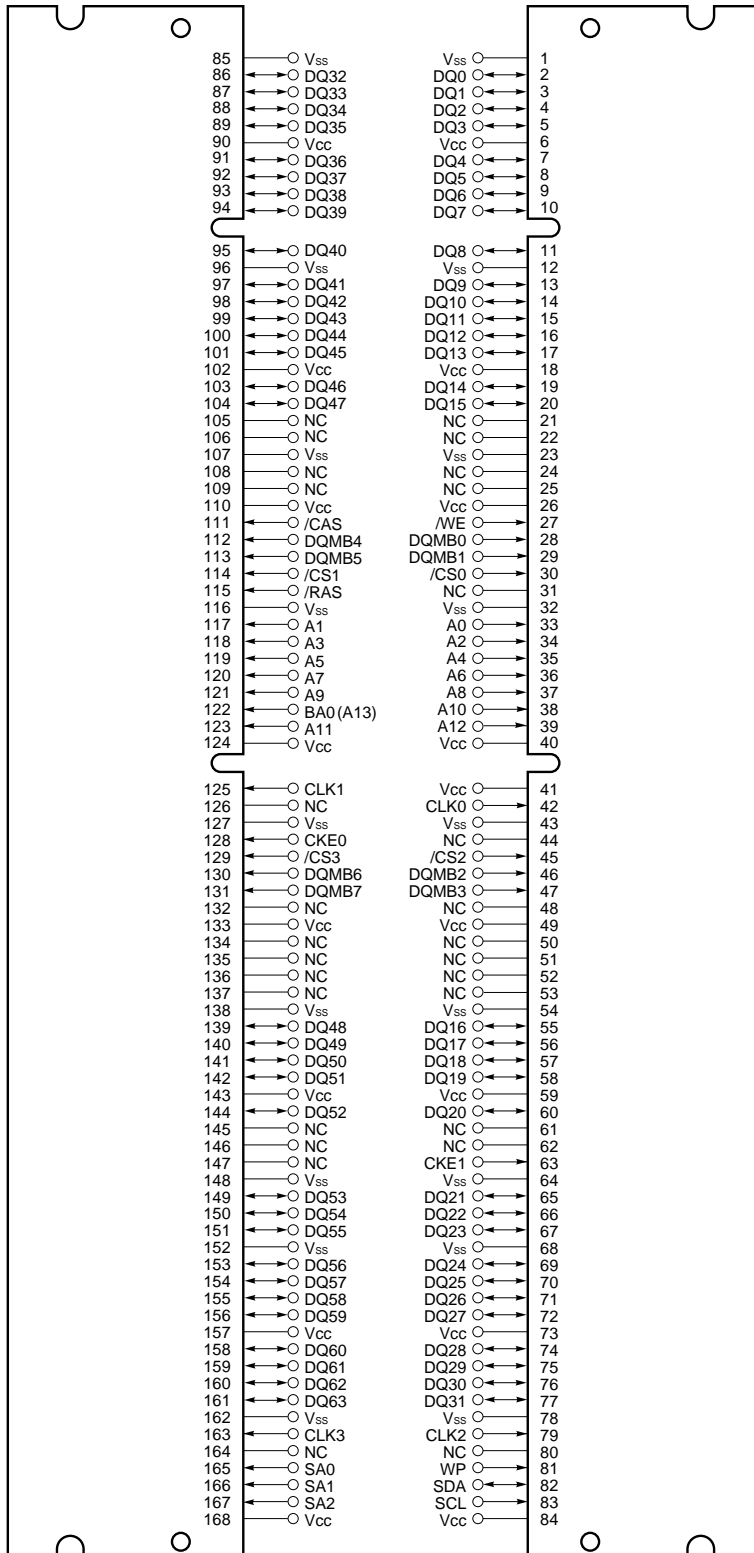 85 Vss Vss 1
86 DQ32 DQ0 2
87 DQ33 DQ1 3
88 DQ34 DQ2 4
89 DQ35 DQ3 5
90 Vcc Vcc 6
91 DQ36 DQ4 7
92 DQ37 DQ5 8
93 DQ38 DQ6 9
94 DQ39 DQ7 10
95 DQ40 DQ8 11
96 Vss Vss 12
97 DQ41 DQ9 13
98 DQ42 DQ10 14
99 DQ43 DQ11 15
100 DQ44 DQ12 16
101 DQ45 DQ13 17
102 Vcc Vcc 18
103 DQ46 DQ14 19
104 DQ47 DQ15 20
105 NC NC 21
106 NC NC 22
107 Vss Vss 23
108 NC NC 24
109 NC NC 25
110 Vcc Vcc 26
111 /CAS /WE 27
112 DQMB4 DQMB0 28
113 DQMB5 DQMB1 29
114 /CS1 /CS0 30
115 /RAS NC 31
116 Vss Vss 32
117 A1 A0 33
118 A3 A2 34
119 A5 A4 35
120 A7 A6 36
121 A9 A8 37
122 BA0 (A13) A10 38
123 A11 A12 39
124 Vcc Vcc 40
125 CLK1 Vcc 41
126 NC CLK0 42
127 Vss Vss 43
128 CKE0 NC 44
129 /CS3 /CS2 45
130 DQMB6 DQMB2 46
131 DQMB7 DQMB3 47
132 NC NC 48
133 Vcc Vcc 49
134 NC NC 50
135 NC NC 51
136 NC NC 52
137 NC NC 53
138 Vss Vss 54
139 DQ48 DQ16 55
140 DQ49 DQ17 56
141 DQ50 DQ18 57
142 DQ51 DQ19 58
143 Vcc Vcc 59
144 DQ52 DQ20 60
145 NC NC 61
146 NC NC 62
147 NC CKE1 63
148 Vss Vss 64
149 DQ53 DQ21 65
150 DQ54 DQ22 66
151 DQ55 DQ23 67
152 Vss Vss 68
153 DQ56 DQ24 69
154 DQ57 DQ25 70
155 DQ58 DQ26 71
156 DQ59 DQ27 72
157 Vcc Vcc 73
158 DQ60 DQ28 74
159 DQ61 DQ29 75
160 DQ62 DQ30 76
161 DQ63 DQ31 77
162 Vss Vss 78
163 CLK3 CLK2 79
164 NC NC 80
165 SA0 WP 81
166 SA1 SDA 82
167 SA2 SCL 83
168 Vcc Vcc 84